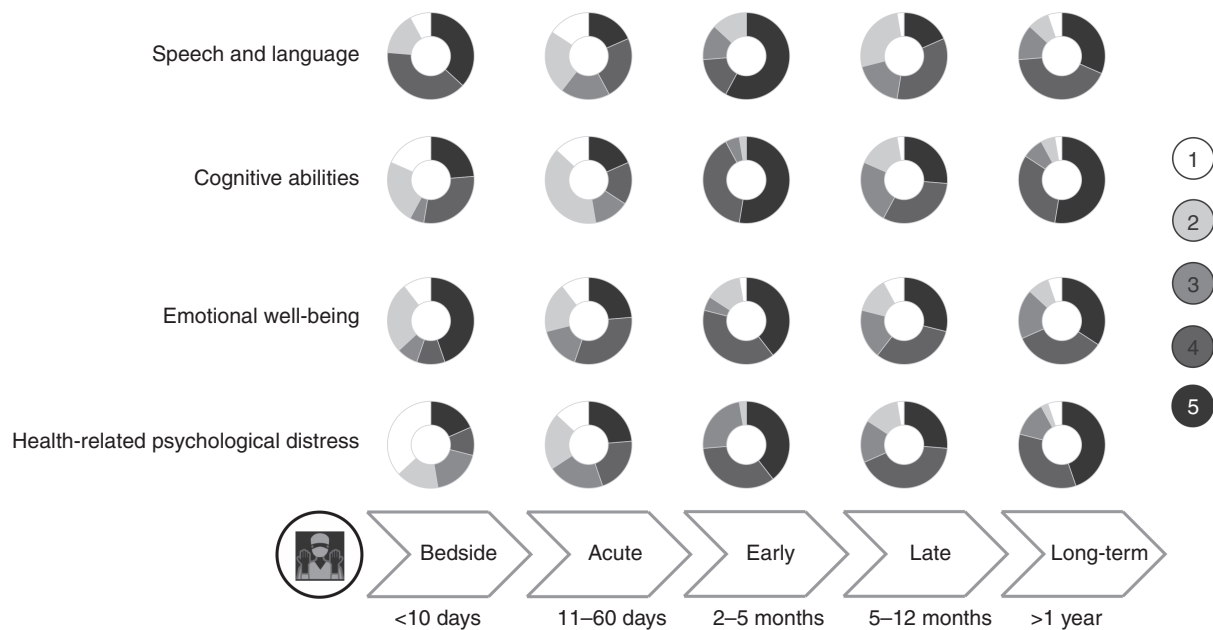 Speech and language
Cognitive abilities
1
2
Emotional well-being
3
4
5
Health-related psychological distress
Bedside
Acute
Early
Late
Long-term
<10 days
11–60 days
2–5 months
5–12 months
>1 year